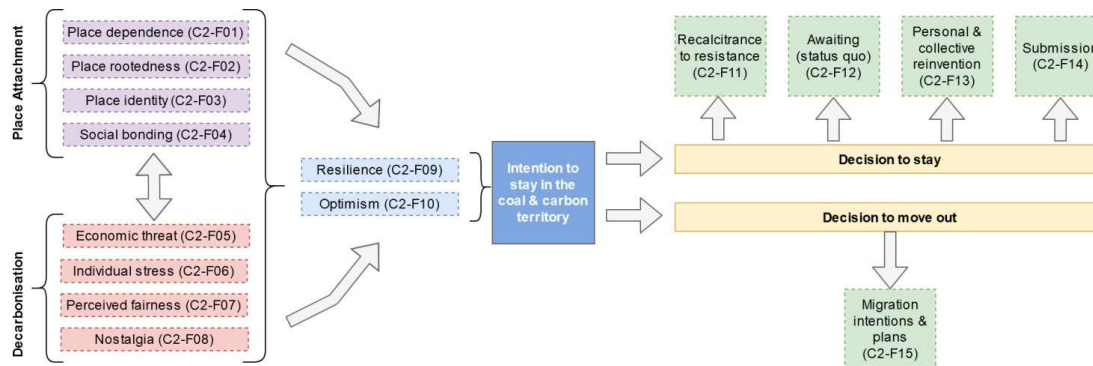 Place Attachment
Place dependence (C2-F01)
Place rootedness (C2-F02)
Place identity (C2-F03)
Social bonding (C2-F04)
Decarbonisation
Economic threat (C2-F05)
Individual stress (C2-F06)
Perceived fairness (C2-F07)
Nostalgia (C2-F08)
Resilience (C2-F09)
Optimism (C2-F10)
Intention to
stay in the
coal & carbon
territory
Recalcitrance
to resistance
(C2-F11)
Awaiting
(status quo)
(C2-F12)
Personal &
collective
reinvention
(C2-F13)
Submission
(C2-F14)
Decision to stay
Decision to move out
Migration
intentions &
plans
(C2-F15)